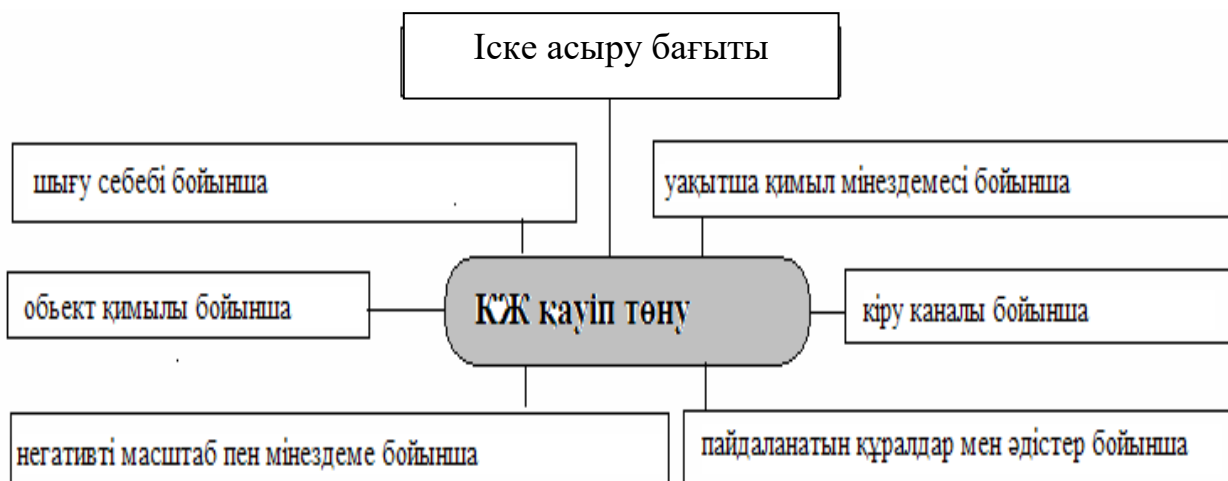 Іске асыру бағыты
шығу себебі бойынша
уақытша қимыл мінездемесі бойынша
обьект қимылы бойынша
КЖ қауіп төну
кіру каналы бойынша
негативті масштаб пен мінездеме бойынша
пайдаланатын құралдар мен әдістер бойынша